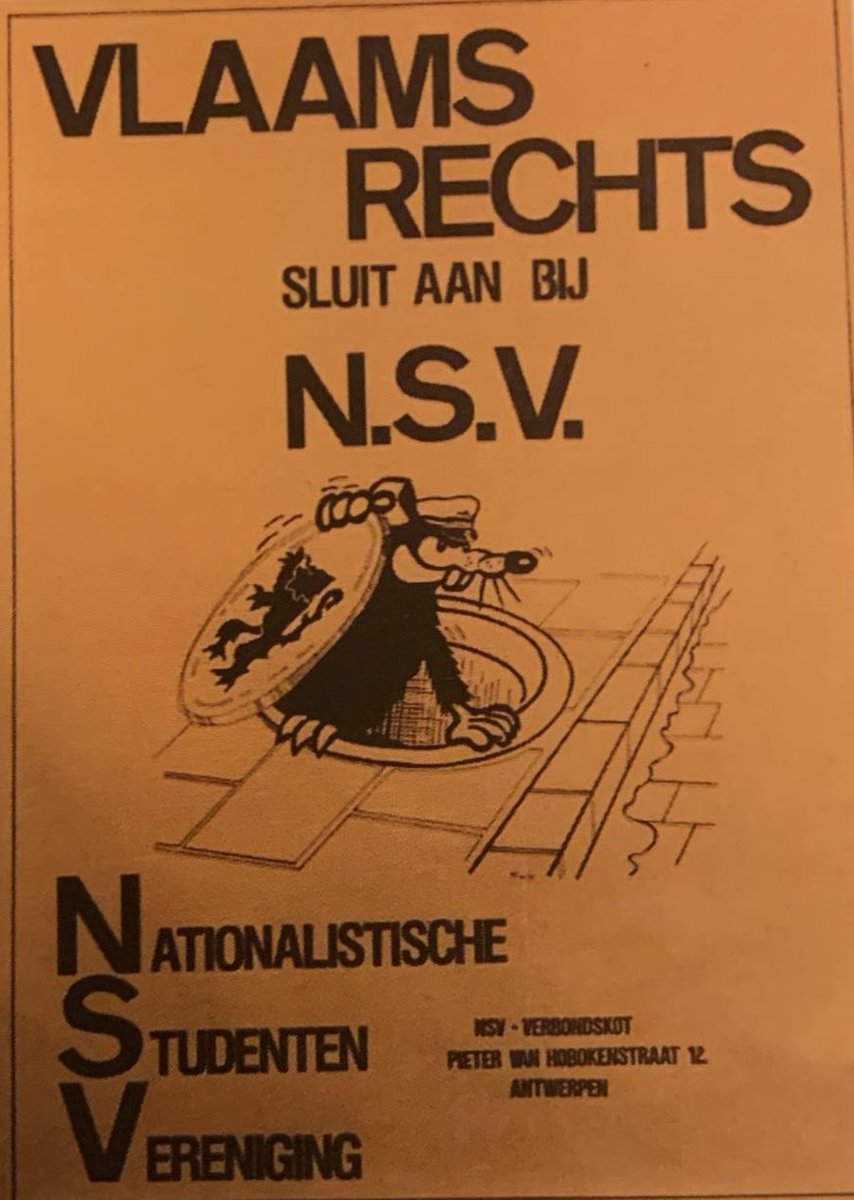 VLAAMS
RECHTS
SLUIT AAN BIJ
N.S.V.
NATIONALISTISCHE
STUDENTEN
VERENIGING
NSV - VERBONDSKOT
PIETER VAN HOBOKENSTRAAT 12.
ANTWERPEN